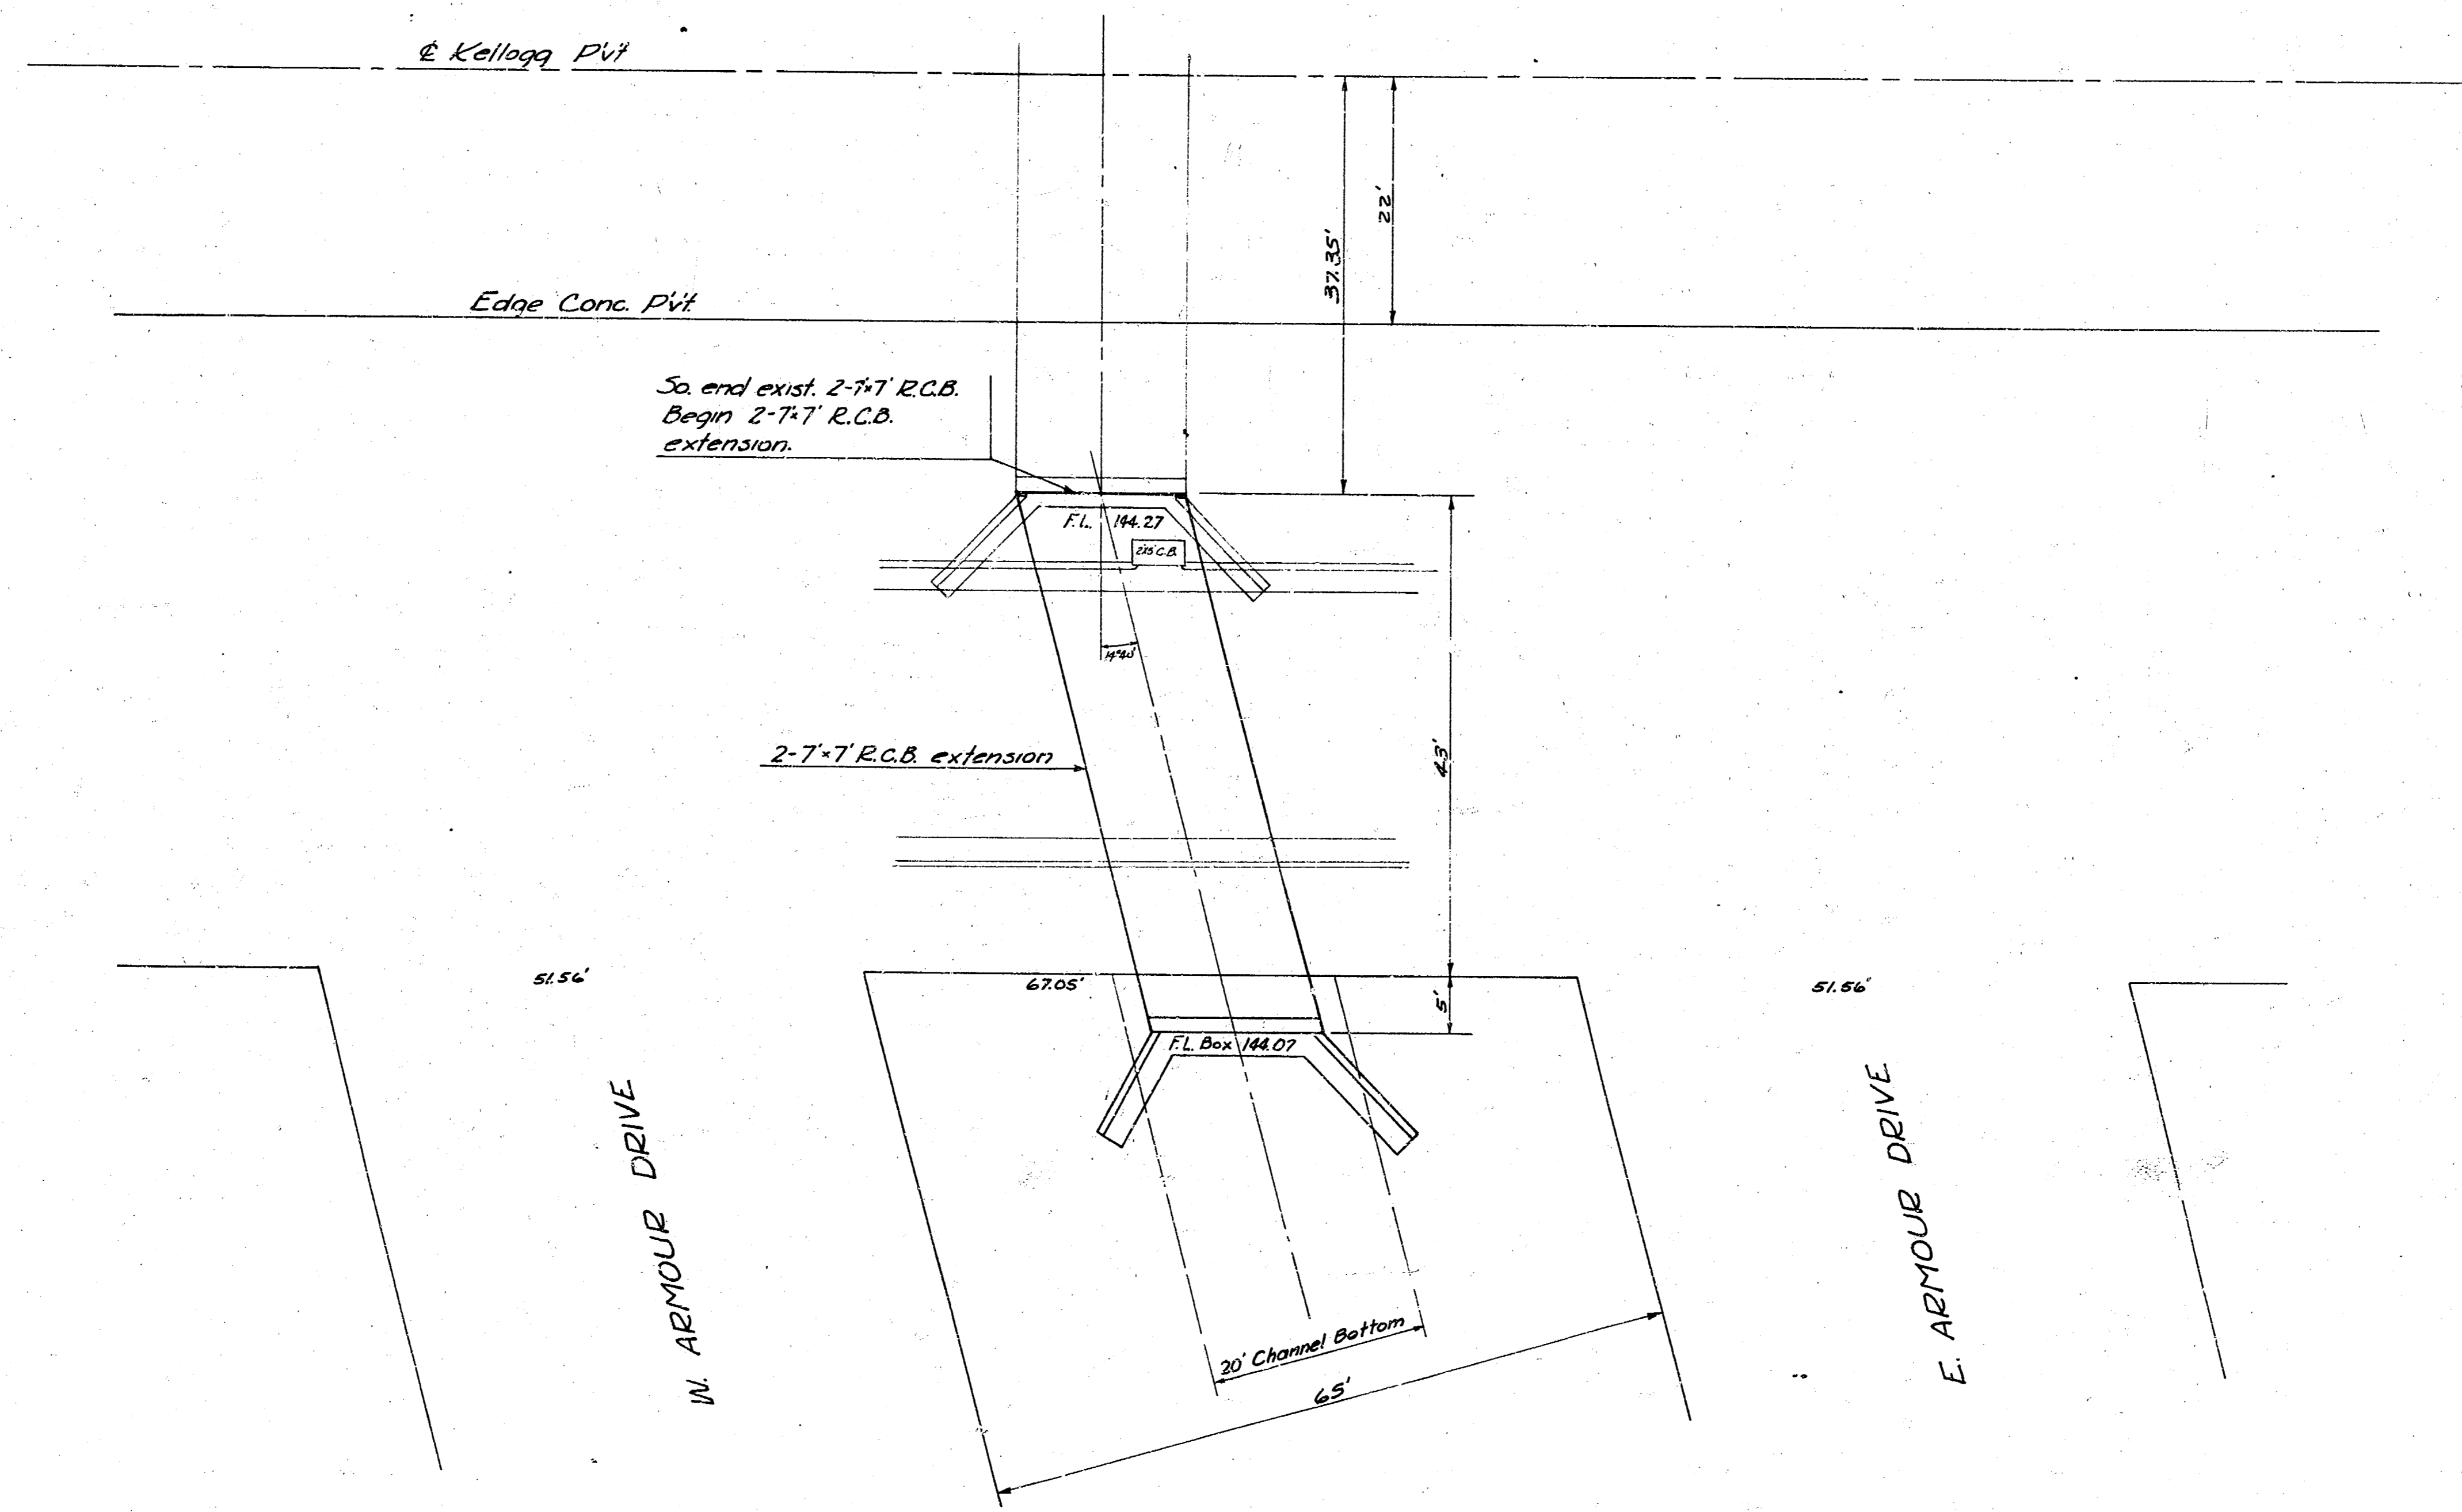 ℄ Kellogg P'v't
22'
37.35'
Edge Conc. P'v't.
So. end exist. 2-7'x7' R.C.B.
Begin 2-7'x7' R.C.B.
extension.
F.L. 144.27
2'x5' C.B.
14°40'
2-7'x7' R.C.B. extension
43'
51.56'
67.05'
51.56'
5'
F.L. Box 144.07
W. ARMOUR DRIVE
E. ARMOUR DRIVE
20' Channel Bottom
65'